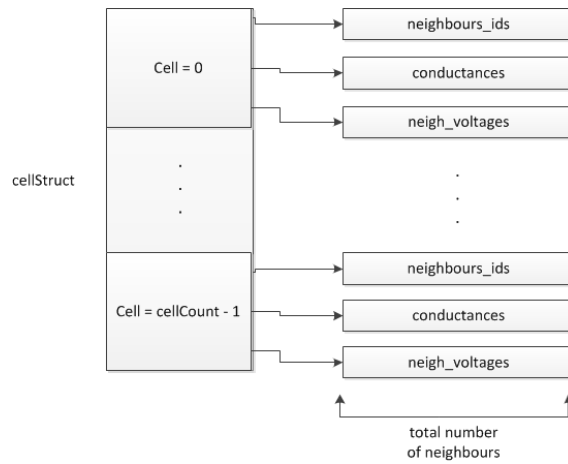 neighbours_ids
Cell = 0
conductances
neigh_voltages
cellStruct
.
.
.
.
.
.
neighbours_ids
Cell = cellCount - 1
conductances
neigh_voltages
total number
of neighbours